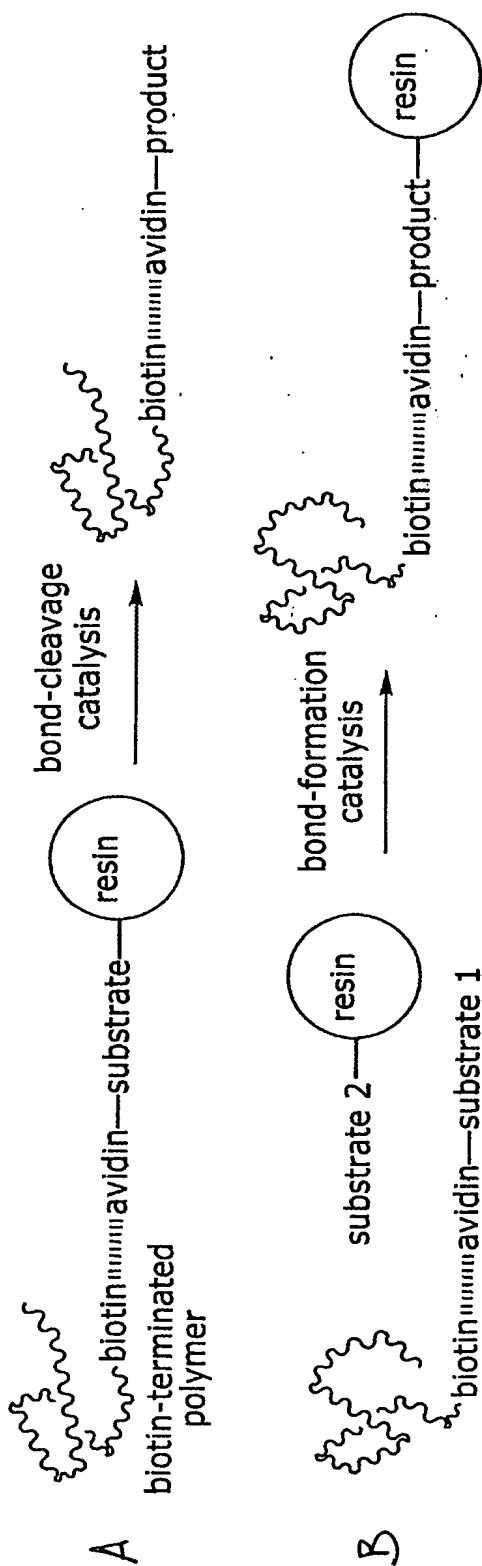 A
biotin-terminated
polymer
biotin avidin—substrate
resin
bond-cleavage
catalysis
biotin avidin—product
B
biotin avidin—substrate 1
substrate 2
resin
bond-formation
catalysis
biotin avidin—product
resin